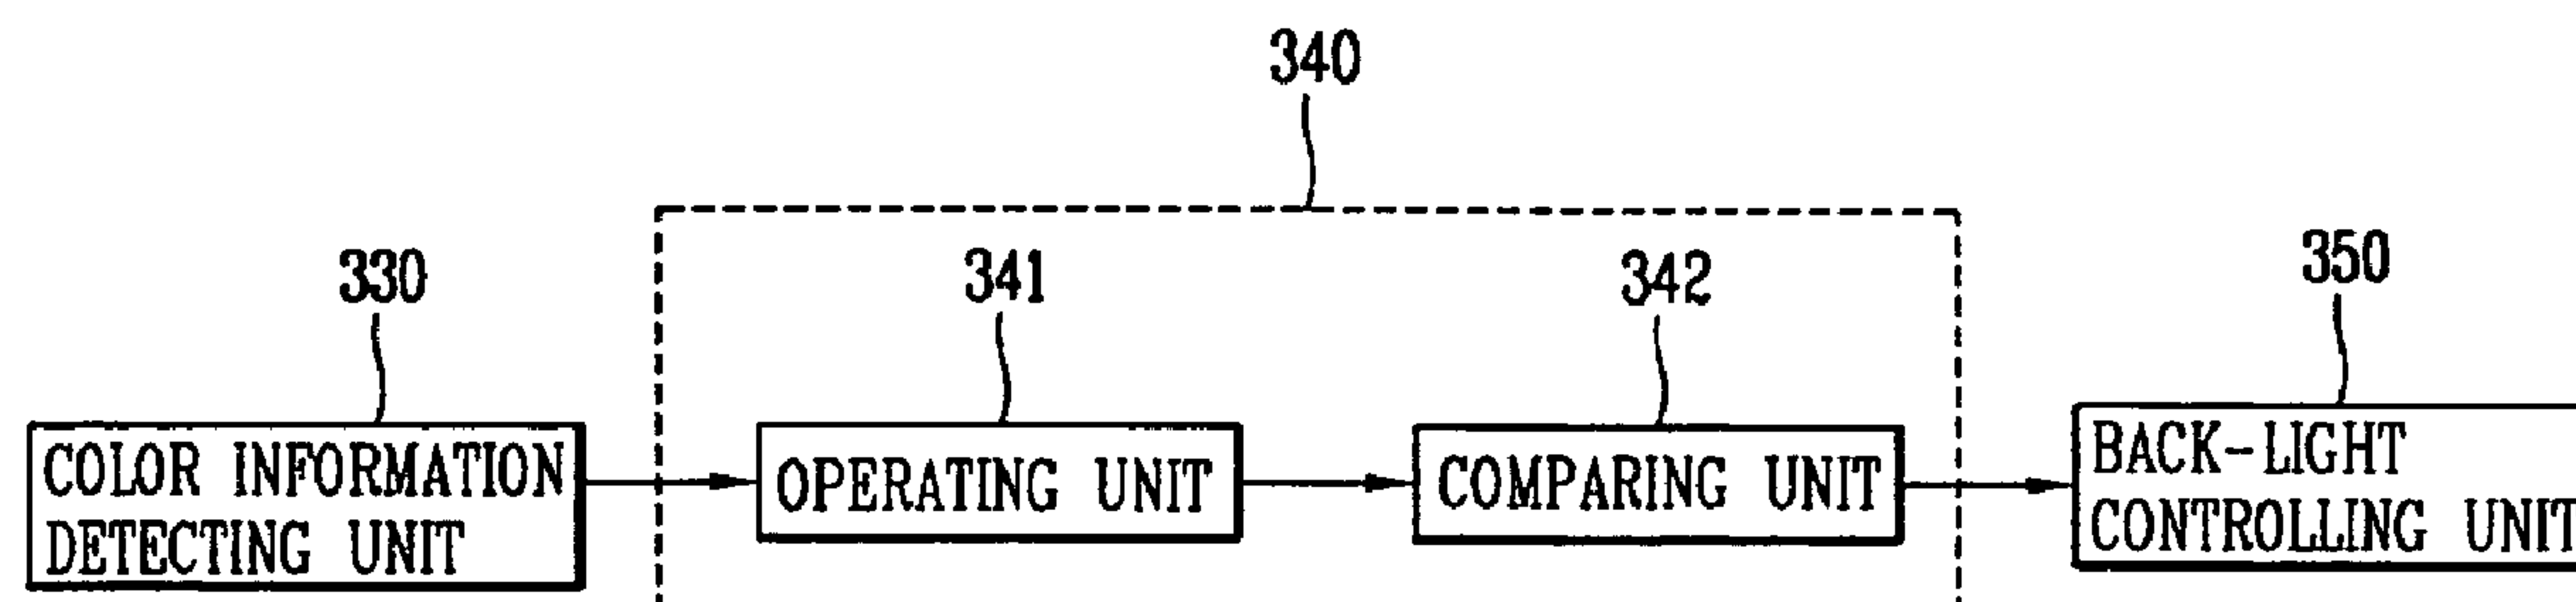 340
330
341
342
350
COLOR INFORMATION
DETECTING UNIT
OPERATING UNIT
COMPARING UNIT
BACK-LIGHT
CONTROLLING UNIT